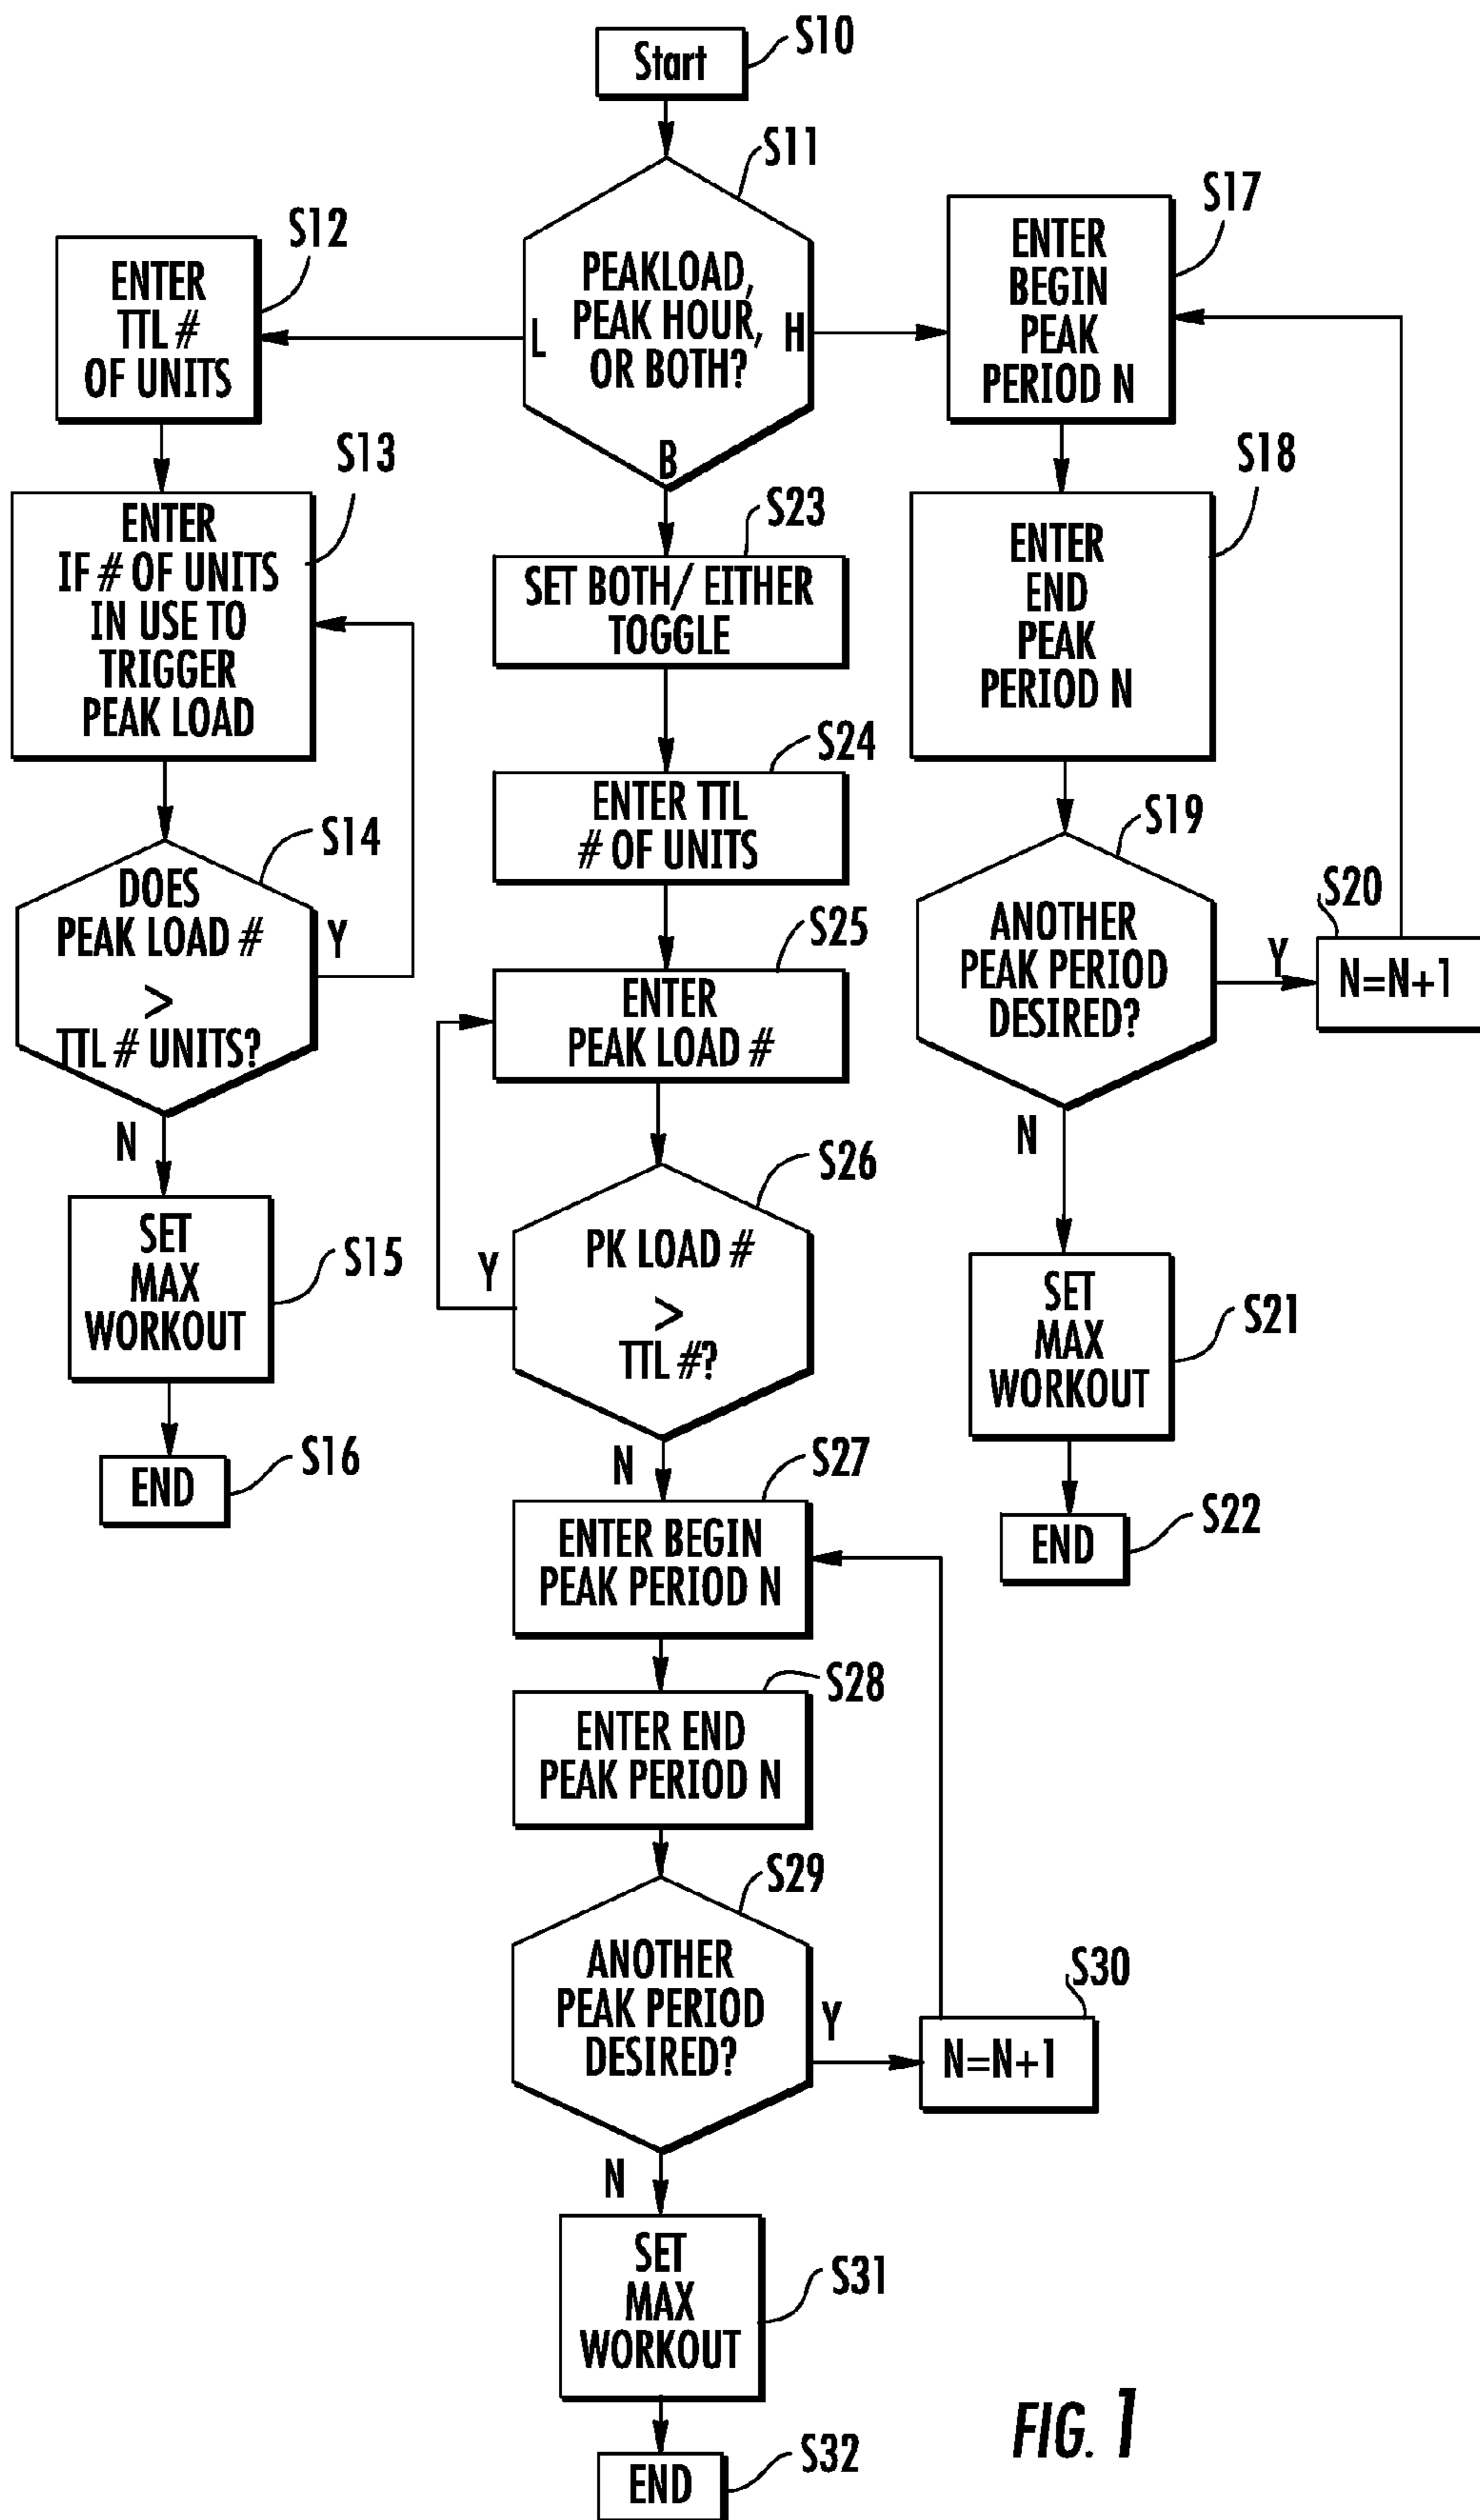 Start
S10
S11
PEAKLOAD,
PEAK HOUR,
OR BOTH?
L
H
B
S12
ENTER
TTL #
OF UNITS
S13
ENTER
IF # OF UNITS
IN USE TO
TRIGGER
PEAK LOAD
S14
DOES
PEAK LOAD #
>
TTL # UNITS?
Y
N
SET
MAX
WORKOUT
S15
END
S16
S17
ENTER
BEGIN
PEAK
PERIOD N
S18
ENTER
END
PEAK
PERIOD N
S19
ANOTHER
PEAK PERIOD
DESIRED?
Y
S20
N=N+1
N
SET
MAX
WORKOUT
S21
END
S22
S23
SET BOTH/EITHER
TOGGLE
S24
ENTER TTL
# OF UNITS
S25
ENTER
PEAK LOAD #
S26
PK LOAD #
>
TTL #?
Y
N
S27
ENTER BEGIN
PEAK PERIOD N
S28
ENTER END
PEAK PERIOD N
S29
ANOTHER
PEAK PERIOD
DESIRED?
Y
S30
N=N+1
N
SET
MAX
WORKOUT
S31
END
S32
FIG. 1